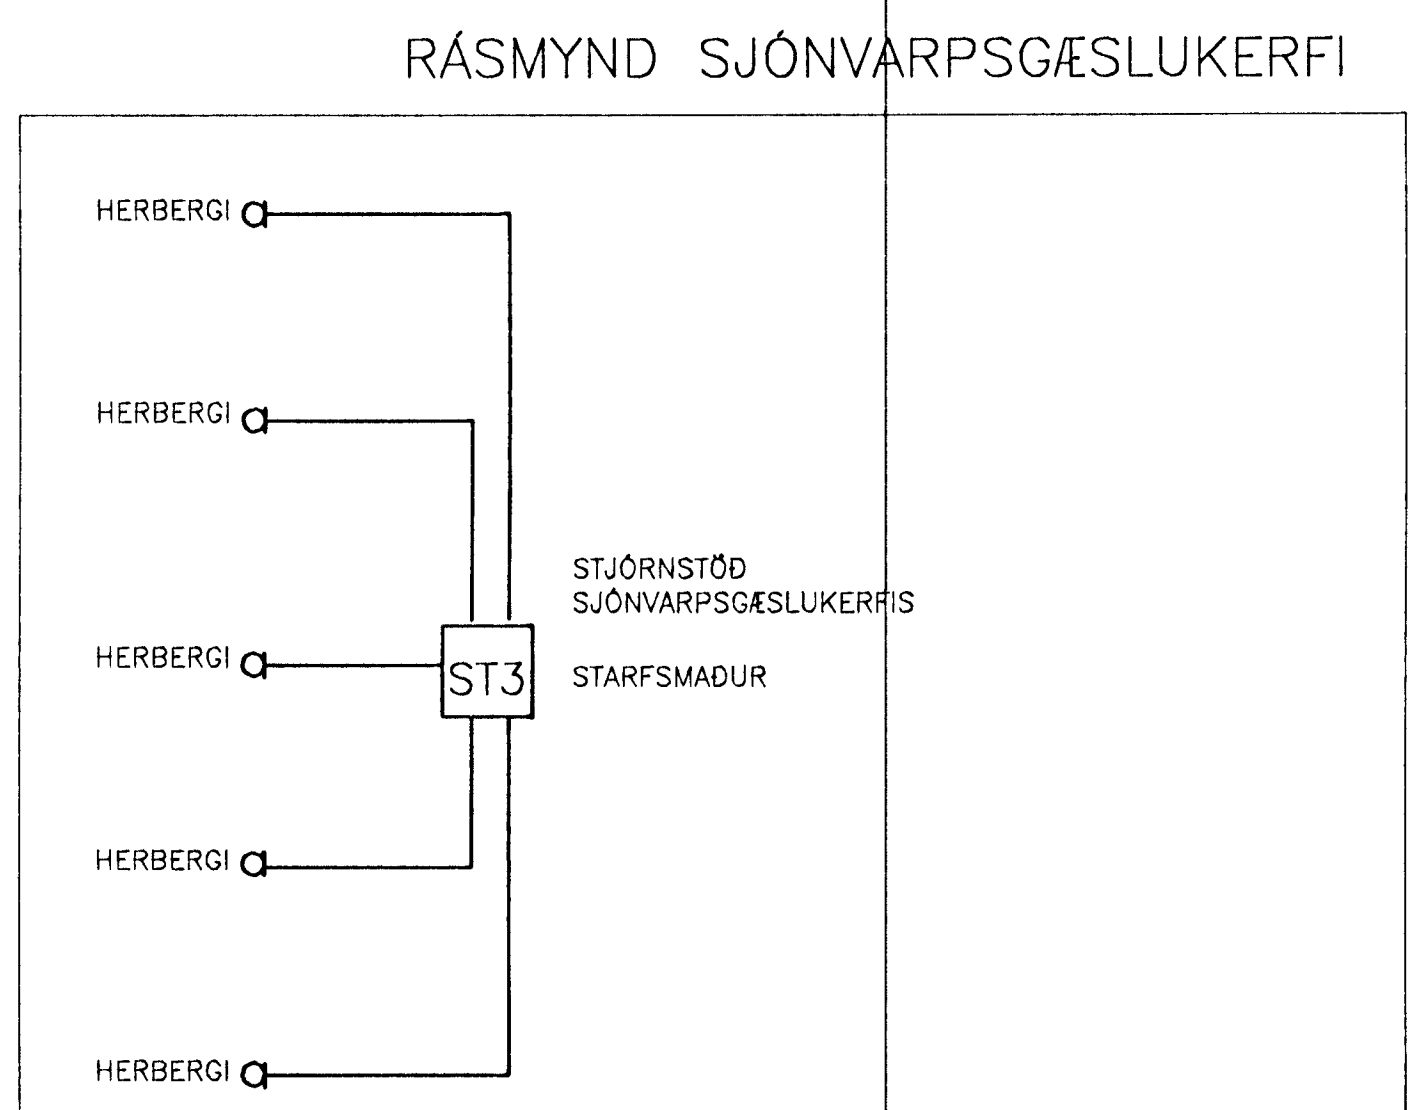 RÁSMYND SJÓNVARPSGÆSLUKERFI
HERBERGI
HERBERGI
STJÓRNSTÖÐ
SJÓNVARPSGÆSLUKERFIS
HERBERGI
ST3
STARFSMAÐUR
HERBERGI
HERBERGI